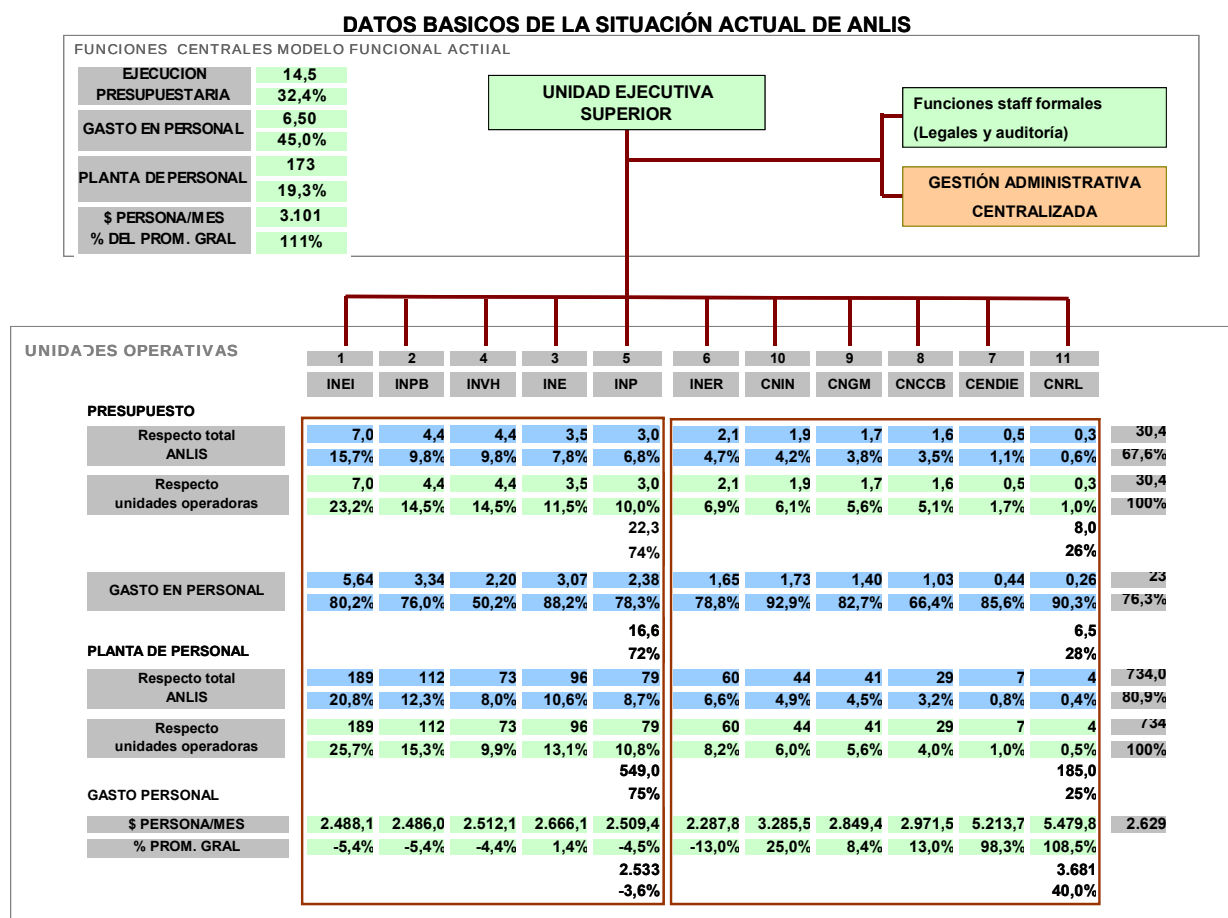 DATOS BASICOS DE LA SITUACIÓN ACTUAL DE ANLIS
FUNCIONES CENTRALES MODELO FUNCIONAL ACTIIAL
EJECUCION 14,5
PRESUPUESTARIA 32,4%
GASTO EN PERSONAL 6,50
45,0%
PLANTA DE PERSONAL 173
19,3%
$ PERSONA/MES 3.101
% DEL PROM. GRAL 111%
UNIDAD EJECUTIVA
SUPERIOR
Funciones staff formales
(Legales y auditoría)
GESTIÓN ADMINISTRATIVA
CENTRALIZADA
UNIDADES OPERATIVAS
1 2 4 3 5 6 10 9 8 7 11
INEI INPB INVH INE INP INER CNIN CNGM CNCCB CENDIE CNRL
PRESUPUESTO
Respecto total 7,0 4,4 4,4 3,5 3,0 2,1 1,9 1,7 1,6 0,5 0,3 30,4
ANLIS 15,7% 9,8% 9,8% 7,8% 6,8% 4,7% 4,2% 3,8% 3,5% 1,1% 0,6% 67,6%
Respecto 7,0 4,4 4,4 3,5 3,0 2,1 1,9 1,7 1,6 0,5 0,3 30,4
unidades operadoras 23,2% 14,5% 14,5% 11,5% 10,0% 6,9% 6,1% 5,6% 5,1% 1,7% 1,0% 100%
22,3 8,0
74% 26%
GASTO EN PERSONAL 5,64 3,34 2,20 3,07 2,38 1,65 1,73 1,40 1,03 0,44 0,26 23
80,2% 76,0% 50,2% 88,2% 78,3% 78,8% 92,9% 82,7% 66,4% 85,6% 90,3% 76,3%
16,6 6,5
PLANTA DE PERSONAL 72% 28%
Respecto total 189 112 73 96 79 60 44 41 29 7 4 734,0
ANLIS 20,8% 12,3% 8,0% 10,6% 8,7% 6,6% 4,9% 4,5% 3,2% 0,8% 0,4% 80,9%
Respecto 189 112 73 96 79 60 44 41 29 7 4 734
unidades operadoras 25,7% 15,3% 9,9% 13,1% 10,8% 8,2% 6,0% 5,6% 4,0% 1,0% 0,5% 100%
549,0 185,0
GASTO PERSONAL 75% 25%
$ PERSONA/MES 2.488,1 2.486,0 2.512,1 2.666,1 2.509,4 2.287,8 3.285,5 2.849,4 2.971,5 5.213,7 5.479,8 2.629
% PROM. GRAL -5,4% -5,4% -4,4% 1,4% -4,5% -13,0% 25,0% 8,4% 13,0% 98,3% 108,5%
2.533 3.681
-3,6% 40,0%